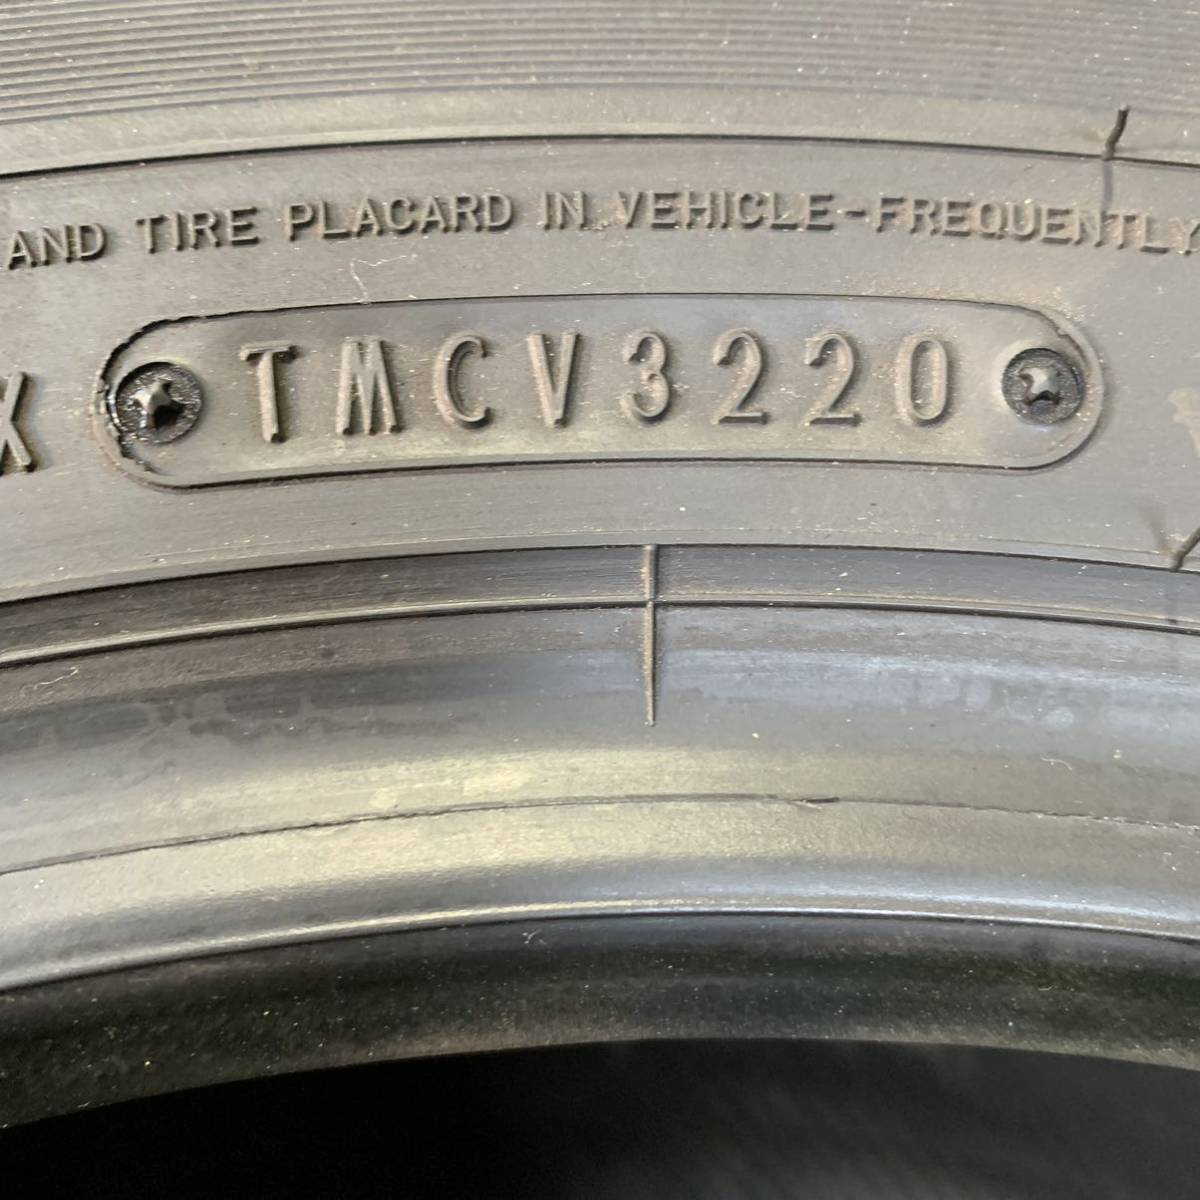 AND TIRE PLACARD IN VEHICLE-FREQUENTLY
X TMCV3220